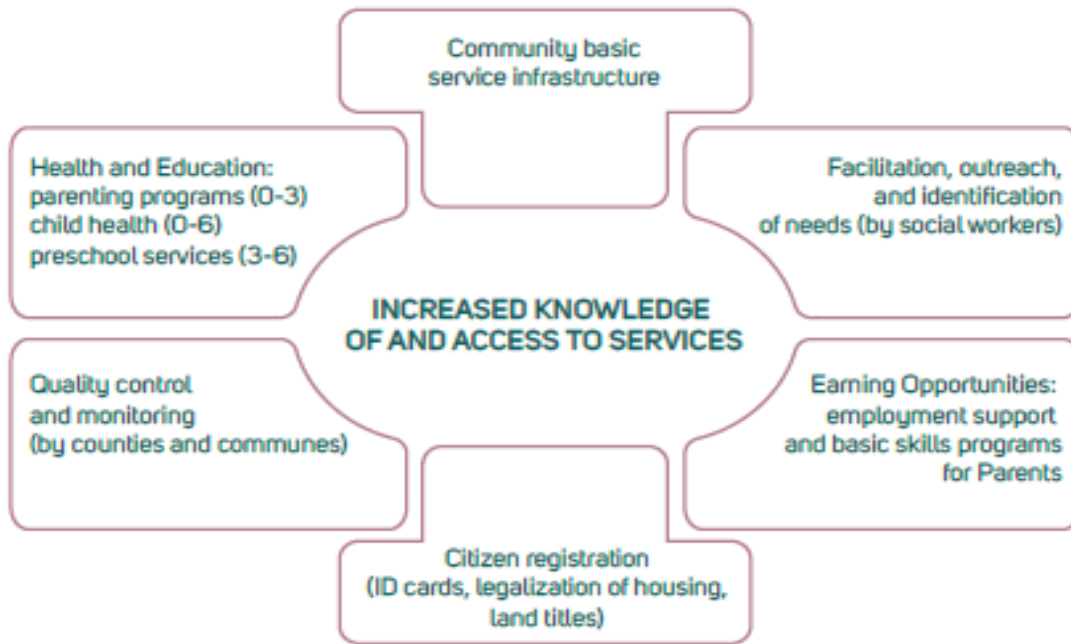 Community basic
service infrastructure
Health and Education:
parenting programs (0-3)
child health (0-6)
preschool services (3-6)
Facilitation, outreach,
and identification
of needs (by social workers)
INCREASED KNOWLEDGE
OF AND ACCESS TO SERVICES
Quality control
and monitoring
(by counties and communes)
Earning Opportunities:
employment support
and basic skills programs
for Parents
Citizen registration
(ID cards, legalization of housing,
land titles)